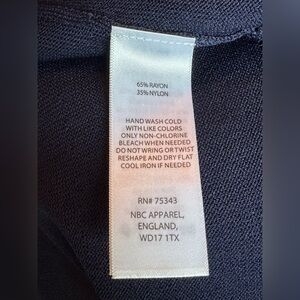 65% RAYON
35% NYLON
HAND WASH COLD
WITH LIKE COLORS
ONLY NON-CHLORINE
BLEACH WHEN NEEDED
DO NOT WRING OR TWIST
RESHAPE AND DRY FLAT
COOL IRON IF NEEDED
RN# 75343
NBC APPAREL,
ENGLAND,
WD17 1TX